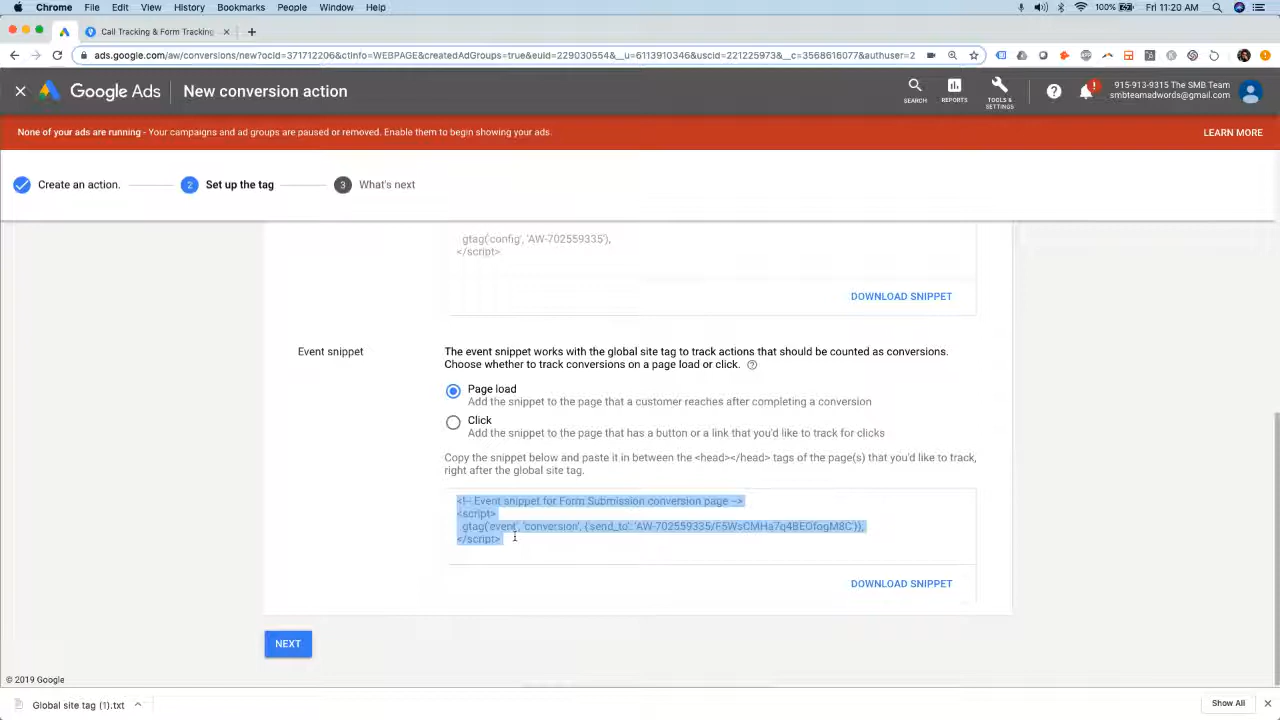 Chrome File Edit View History Bookmarks People Window Help 100% Fri 11:20 AM
Call Tracking & Form Tracking
ads.google.com/aw/conversions/new?ocid=371712206&ctInfo=WEBPAGE&createdAdGroups=true&euid=229030554&__u=6113910346&uscid=221225973&__c=3568616077&authuser=2
Google Ads New conversion action
SEARCH REPORTS TOOLS & SETTINGS
915-913-9315 The SMB Team
smbteamadwords@gmail.com
None of your ads are running - Your campaigns and ad groups are paused or removed. Enable them to begin showing your ads. LEARN MORE
Create an action. 2 Set up the tag 3 What's next
gtag('config', 'AW-702559335');
</script>
DOWNLOAD SNIPPET
Event snippet
The event snippet works with the global site tag to track actions that should be counted as conversions.
Choose whether to track conversions on a page load or click.
Page load
Add the snippet to the page that a customer reaches after completing a conversion
Click
Add the snippet to the page that has a button or a link that you'd like to track for clicks
Copy the snippet below and paste it in between the <head></head> tags of the page(s) that you'd like to track,
right after the global site tag.
<!-- Event snippet for Form Submission conversion page -->
<script>
gtag('event', 'conversion', {'send_to': 'AW-702559335/F5WsCMHa7q4BEOfogM8C'});
</script>
DOWNLOAD SNIPPET
NEXT
© 2019 Google
Global site tag (1).txt
Show All